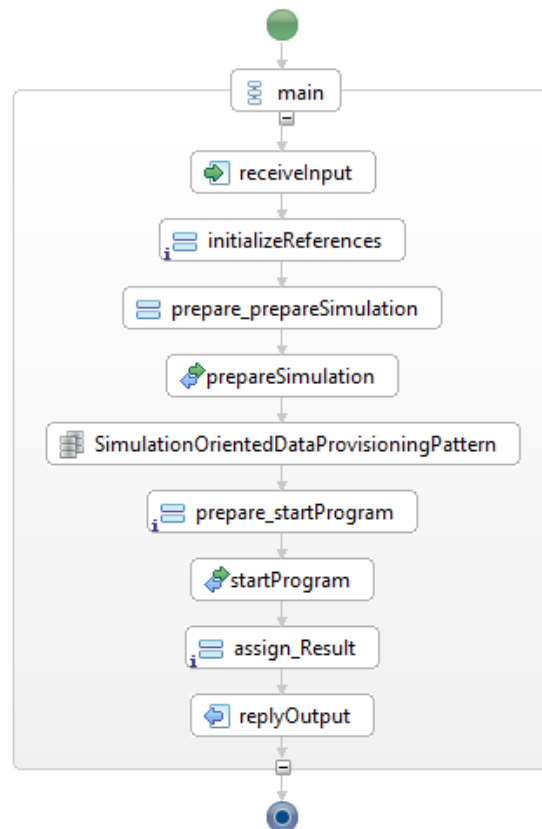 main
receiveInput
initializeReferences
prepare_prepareSimulation
prepareSimulation
SimulationOrientedDataProvisioningPattern
prepare_startProgram
startProgram
assign_Result
replyOutput